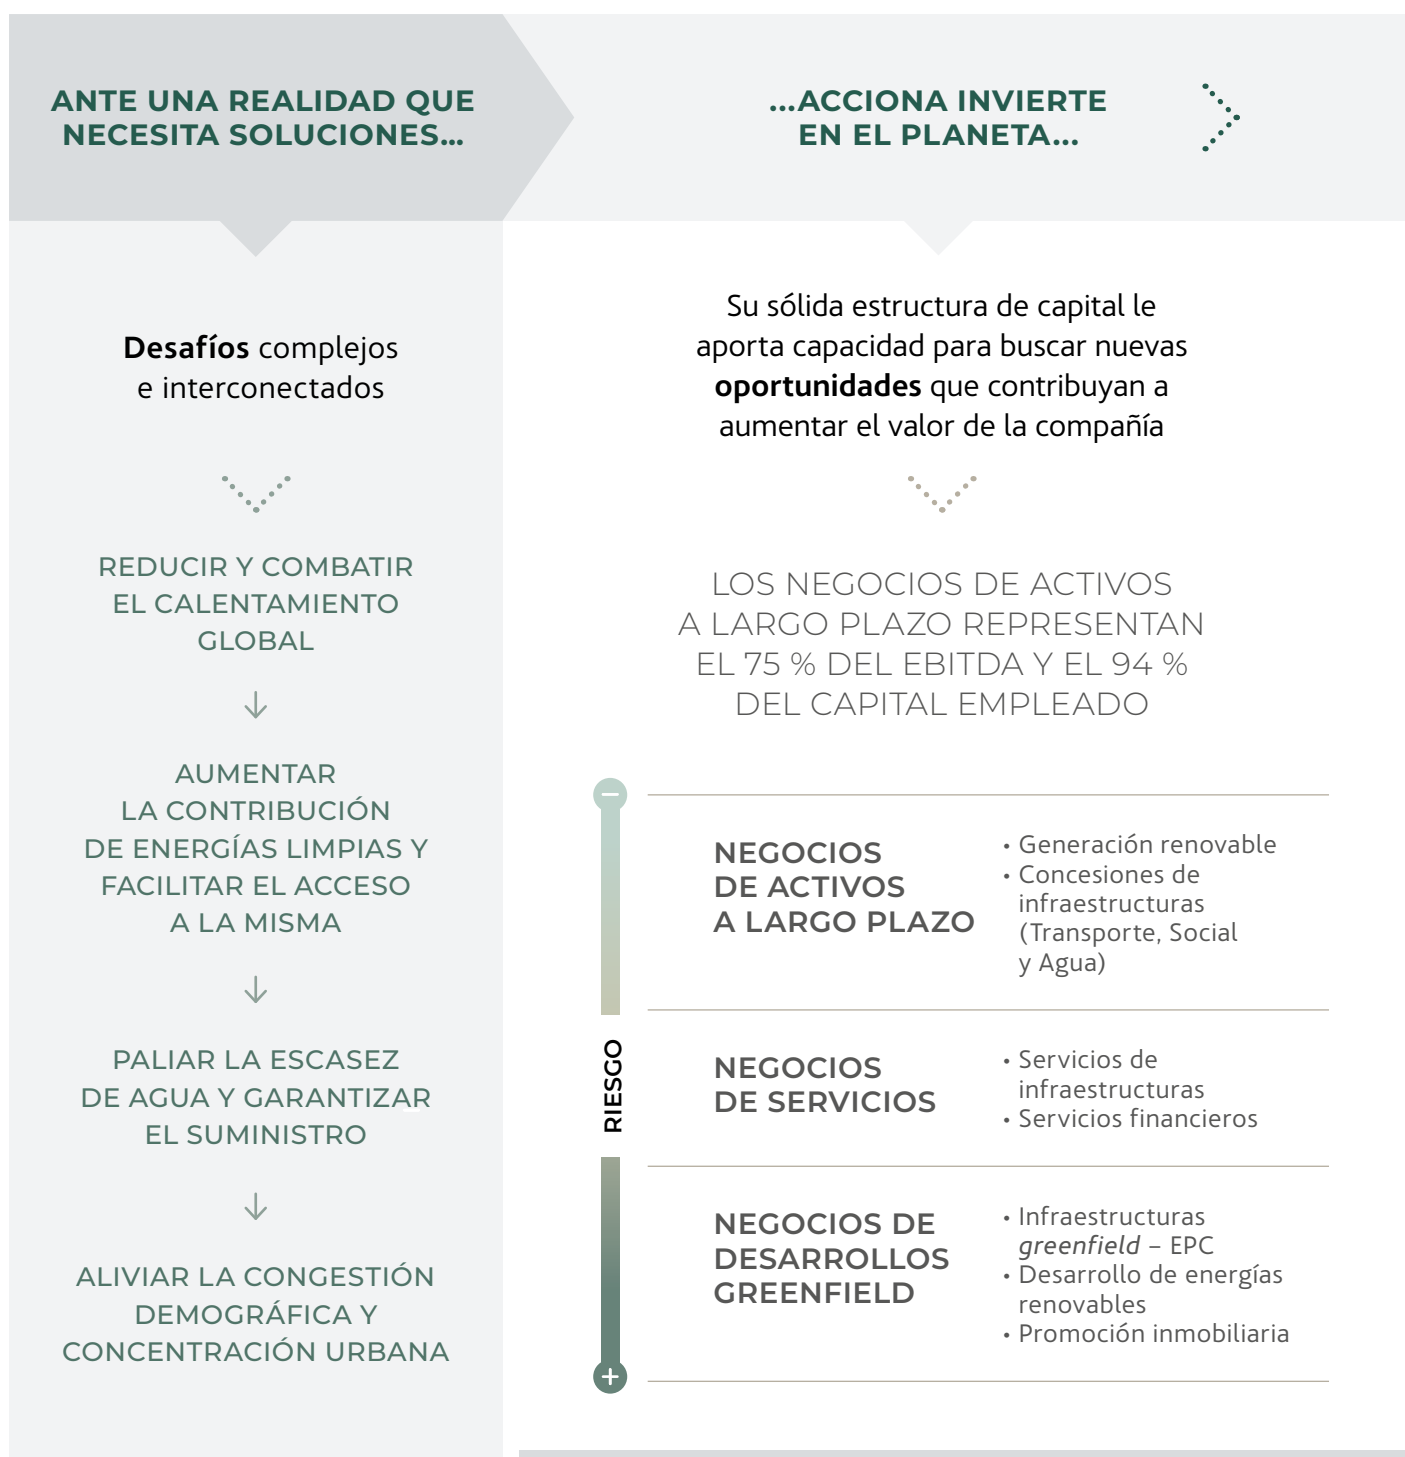 ANTE UNA REALIDAD QUE
NECESITA SOLUCIONES...
...ACCIONA INVIERTE
EN EL PLANETA...
Desafíos complejos
e interconectados
REDUCIR Y COMBATIR
EL CALENTAMIENTO
GLOBAL
AUMENTAR
LA CONTRIBUCIÓN
DE ENERGÍAS LIMPIAS Y
FACILITAR EL ACCESO
A LA MISMA
PALIAR LA ESCASEZ
DE AGUA Y GARANTIZAR
EL SUMINISTRO
ALIVIAR LA CONGESTIÓN
DEMOGRÁFICA Y
CONCENTRACIÓN URBANA
Su sólida estructura de capital le
aporta capacidad para buscar nuevas
oportunidades que contribuyan a
aumentar el valor de la compañía
LOS NEGOCIOS DE ACTIVOS
A LARGO PLAZO REPRESENTAN
EL 75 % DEL EBITDA Y EL 94 %
DEL CAPITAL EMPLEADO
RIESGO
NEGOCIOS
DE ACTIVOS
A LARGO PLAZO
• Generación renovable
• Concesiones de
infraestructuras
(Transporte, Social
y Agua)
NEGOCIOS
DE SERVICIOS
• Servicios de
infraestructuras
• Servicios financieros
NEGOCIOS DE
DESARROLLOS
GREENFIELD
• Infraestructuras
greenfield – EPC
• Desarrollo de energías
renovables
• Promoción inmobiliaria